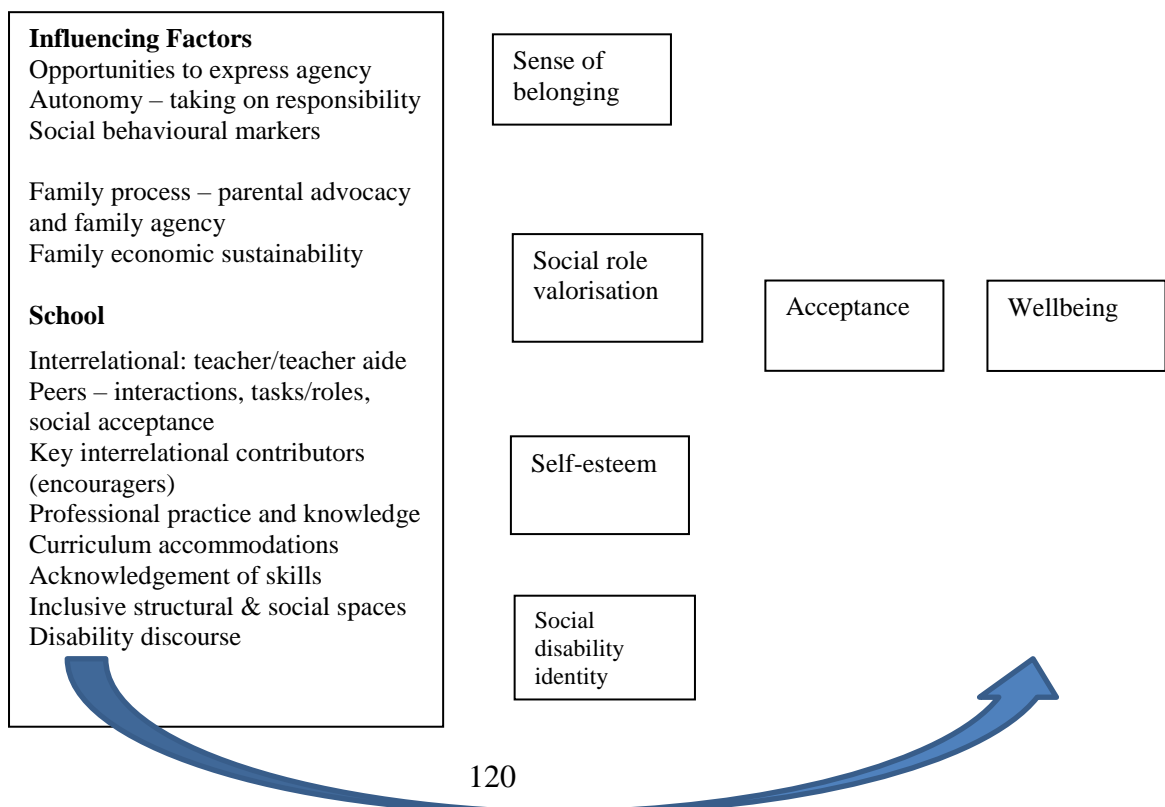 Influencing Factors
Opportunities to express agency
Autonomy – taking on responsibility
Social behavioural markers
Family process – parental advocacy
and family agency
Family economic sustainability
School
Interrelational: teacher/teacher aide
Peers – interactions, tasks/roles,
social acceptance
Key interrelational contributors
(encouragers)
Professional practice and knowledge
Curriculum accommodations
Acknowledgement of skills
Inclusive structural & social spaces
Disability discourse
Sense of
belonging
Social role
valorisation
Self-esteem
Social
disability
identity
Acceptance
Wellbeing
120